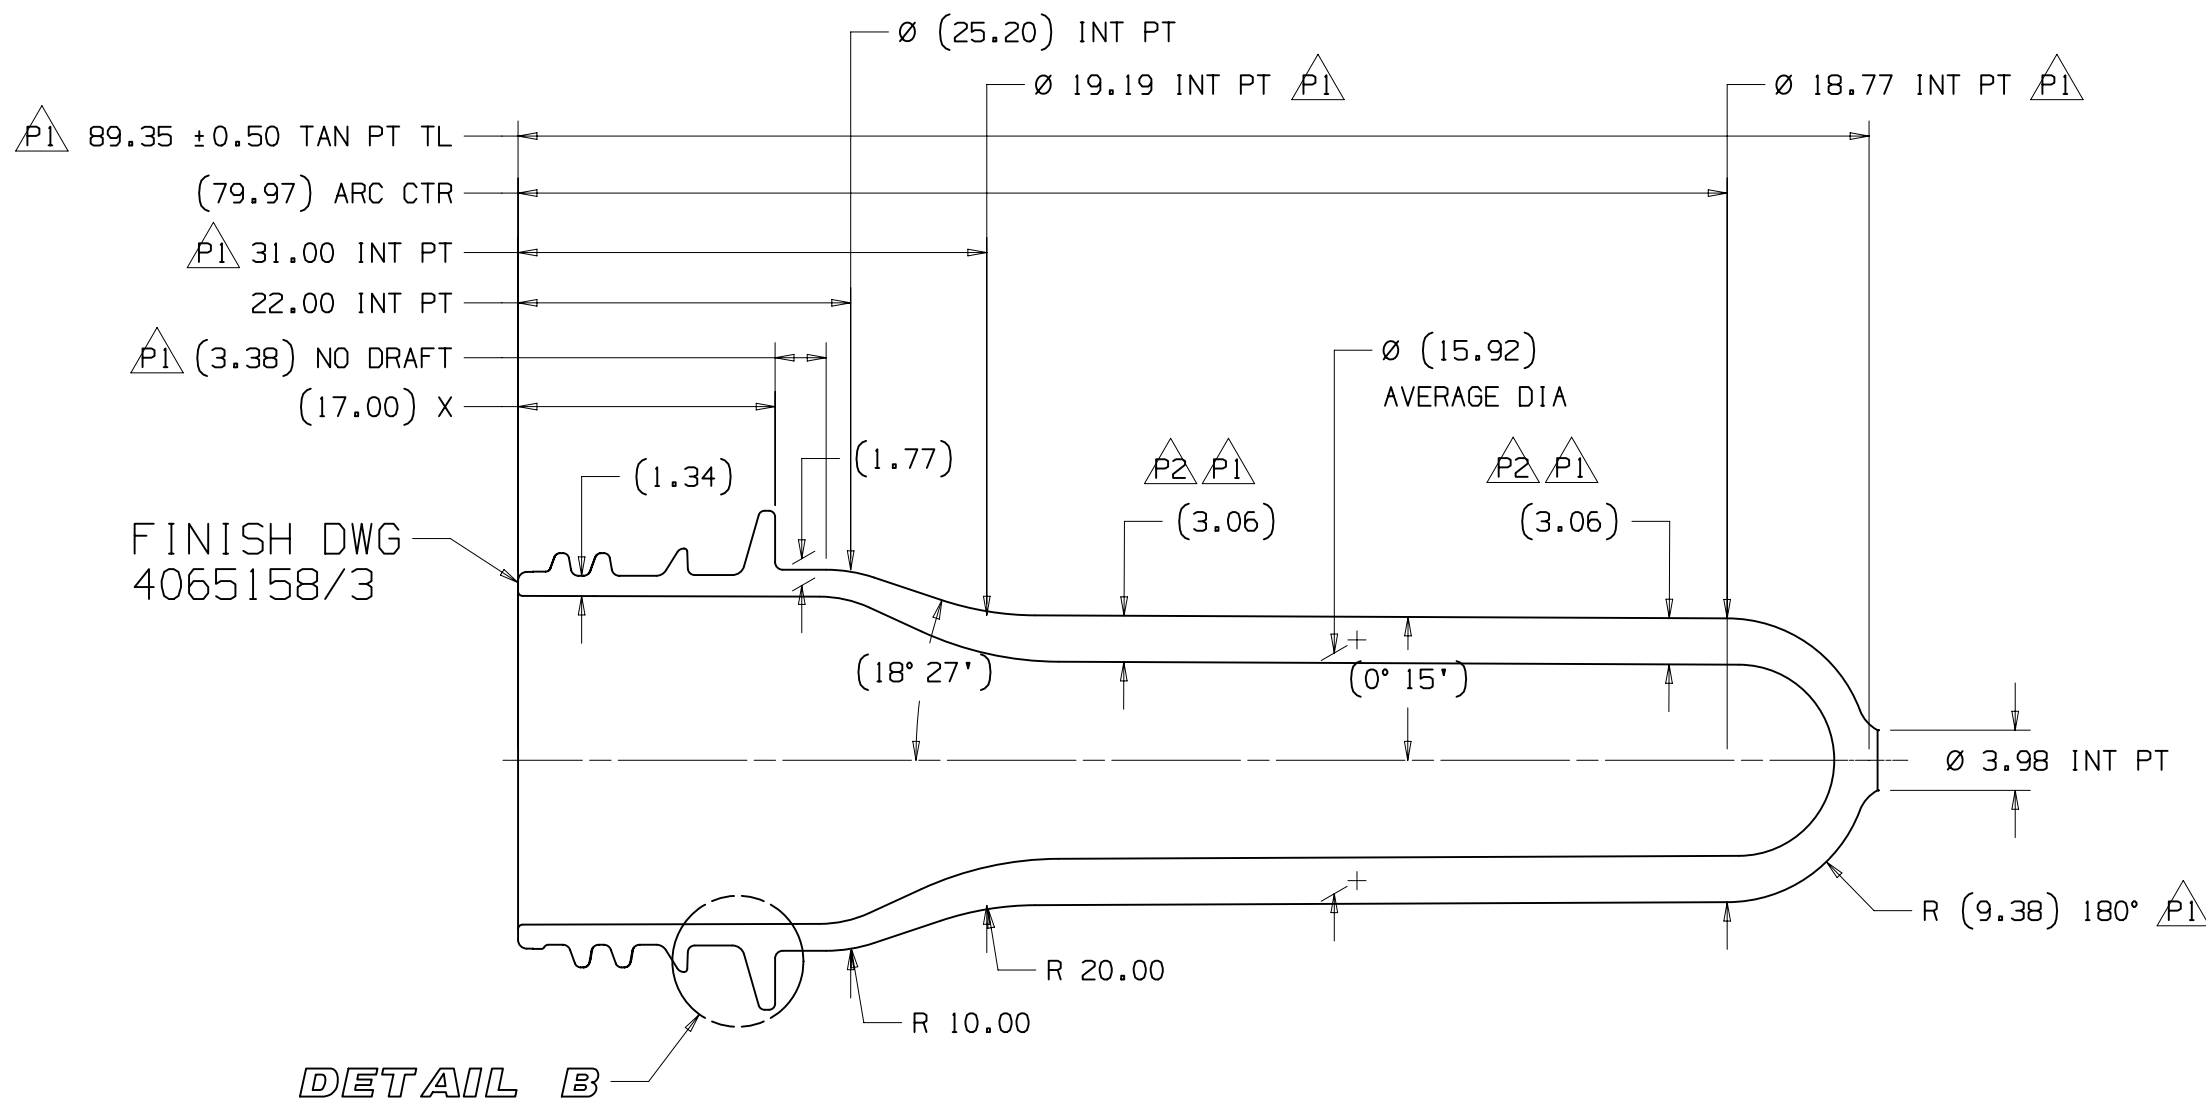 Ø (25.20) INT PT
Ø 19.19 INT PT P1
Ø 18.77 INT PT P1
P1 89.35 ±0.50 TAN PT TL
(79.97) ARC CTR
P1 31.00 INT PT
22.00 INT PT
P1 (3.38) NO DRAFT
(17.00) X
Ø (15.92)
AVERAGE DIA
(1.34)
(1.77)
P2 P1
(3.06)
P2 P1
(3.06)
FINISH DWG
4065158/3
(18° 27')
(0° 15')
Ø 3.98 INT PT
R (9.38) 180° P1
R 20.00
R 10.00
DETAIL B